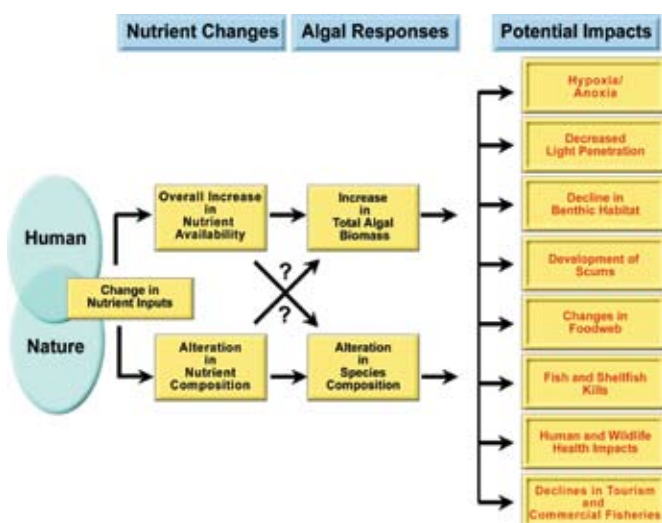 Nutrient Changes
Algal Responses
Potential Impacts
Human
Nature
Change in
Nutrient Inputs
Overall Increase
in
Nutrient
Availability
Alteration
in
Nutrient
Composition
?
?
Increase
in
Total Algal
Biomass
Alteration
in
Species
Composition
Hypoxia/
Anoxia
Decreased
Light Penetration
Decline in
Benthic Habitat
Development of
Scums
Changes in
Foodweb
Fish and Shellfish
Kills
Human and Wildlife
Health Impacts
Declines in Tourism
and
Commercial Fisheries